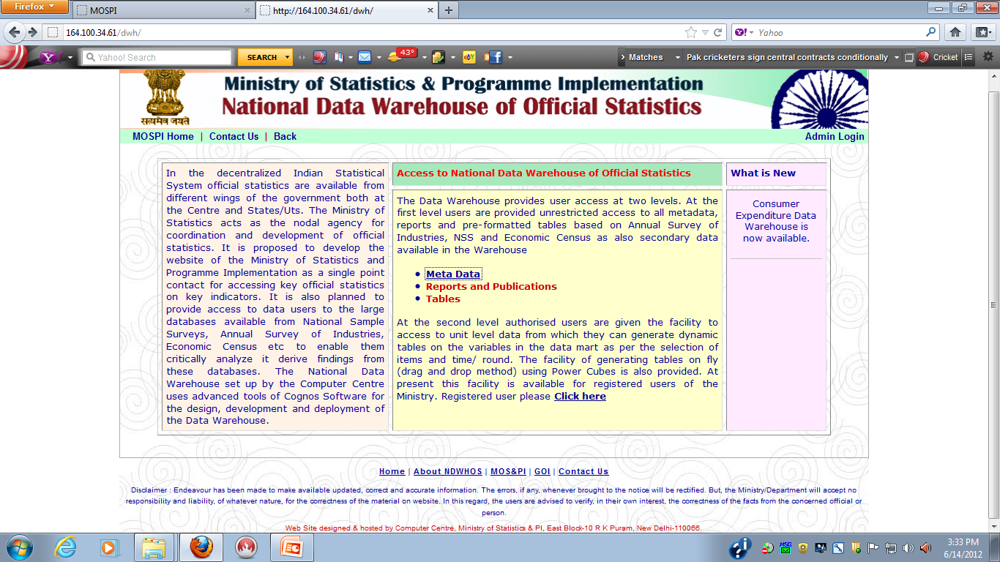 Firefox
MOSPI
http://164.100.34.61/dwh/
164.100.34.61/dwh/
Yahoo
Yahoo! Search
SEARCH
43°
Matches
Pak cricketers sign central contracts conditionally
Cricket
Ministry of Statistics & Programme Implementation
National Data Warehouse of Official Statistics
सत्यमेव जयते
MOSPI Home | Contact Us | Back
Admin Login
In the decentralized Indian Statistical
System official statistics are available from
different wings of the government both at
the Centre and States/Uts. The Ministry of
Statistics acts as the nodal agency for
coordination and development of official
statistics. It is proposed to develop the
website of the Ministry of Statistics and
Programme Implementation as a single point
contact for accessing key official statistics
on key indicators. It is also planned to
provide access to data users to the large
databases available from National Sample
Surveys, Annual Survey of Industries,
Economic Census etc to enable them
critically analyze it derive findings from
these databases. The National Data
Warehouse set up by the Computer Centre
uses advanced tools of Cognos Software for
the design, development and deployment of
the Data Warehouse.
Access to National Data Warehouse of Official Statistics
The Data Warehouse provides user access at two levels. At the
first level users are provided unrestricted access to all metadata,
reports and pre-formatted tables based on Annual Survey of
Industries, NSS and Economic Census as also secondary data
available in the Warehouse
• Meta Data
• Reports and Publications
• Tables
At the second level authorised users are given the facility to
access to unit level data from which they can generate dynamic
tables on the variables in the data mart as per the selection of
items and time/ round. The facility of generating tables on fly
(drag and drop method) using Power Cubes is also provided. At
present this facility is available for registered users of the
Ministry. Registered user please Click here
What is New
Consumer
Expenditure Data
Warehouse is
now available.
Home | About NDWHOS | MOS&PI | GOI | Contact Us
Disclaimer : Endeavour has been made to make available updated, correct and accurate information. The errors, if any, whenever brought to the notice will be rectified. But, the Ministry/Department will accept no
responsibility and liability, of whatever nature, for the correctness of the material on website. In this regard, the users are advised to verify, in their own interest, the correctness of the facts from the concerned official or
person.
Web Site designed & hosted by Computer Centre, Ministry of Statistics & PI, East Block-10 R K Puram, New Delhi-110066.
MSG
3:33 PM
6/14/2012